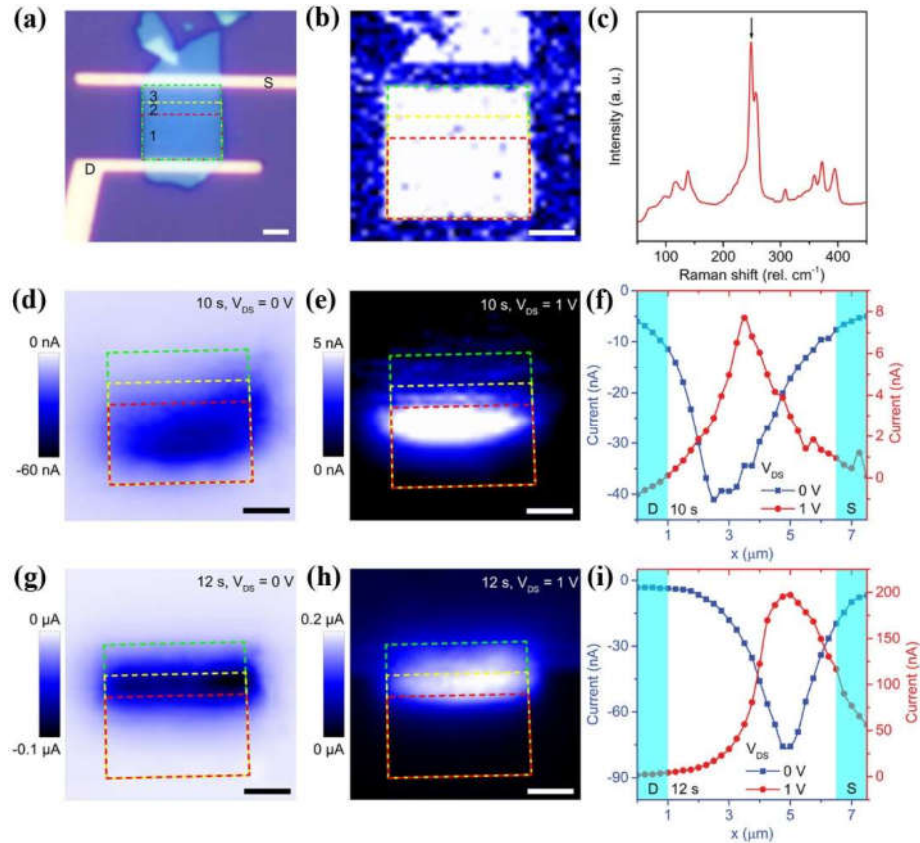 (a)
S
3
2
1
D
(b)
(c)
Intensity (a. u.)
100 200 300 400
Raman shift (rel. cm⁻¹)
(d)
10 s, V_DS = 0 V
0 nA
-60 nA
(e)
10 s, V_DS = 1 V
5 nA
0 nA
(f)
Current (nA)
0
-10
-20
-30
-40
Current (nA)
8
6
4
2
0
V_DS
0 V
1 V
D 10 s S
1 3 5 7
x (μm)
(g)
12 s, V_DS = 0 V
0 μA
-0.1 μA
(h)
12 s, V_DS = 1 V
0.2 μA
0 μA
(i)
Current (nA)
0
-30
-60
-90
Current (nA)
200
150
100
50
0
V_DS
0 V
1 V
D 12 s S
1 3 5 7
x (μm)